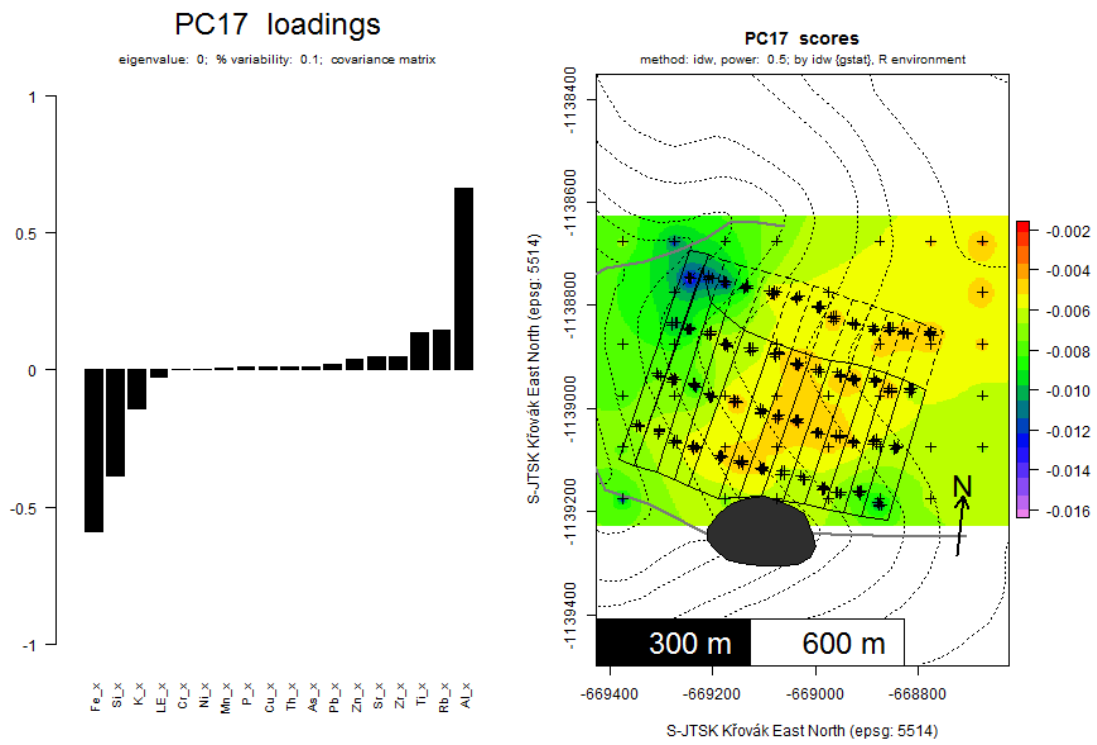 PC17 loadings
eigenvalue: 0; % variability: 0.1; covariance matrix
1
0.5
0
-0.5
-1
Fe_x
Si_x
K_x
LE_x
Cr_x
Ni_x
Mn_x
P_x
Cu_x
Th_x
As_x
Pb_x
Zn_x
Sr_x
Zr_x
Ti_x
Rb_x
Al_x
PC17 scores
method: idw, power: 0.5; by idw {gstat}, R environment
S-JTSK Křovák East North (epsg: 5514)
-1138400
-1138600
-1138800
-1139000
-1139200
-1139400
N
300 m
600 m
-669400
-669200
-669000
-668800
S-JTSK Křovák East North (epsg: 5514)
-0.002
-0.004
-0.006
-0.008
-0.010
-0.012
-0.014
-0.016